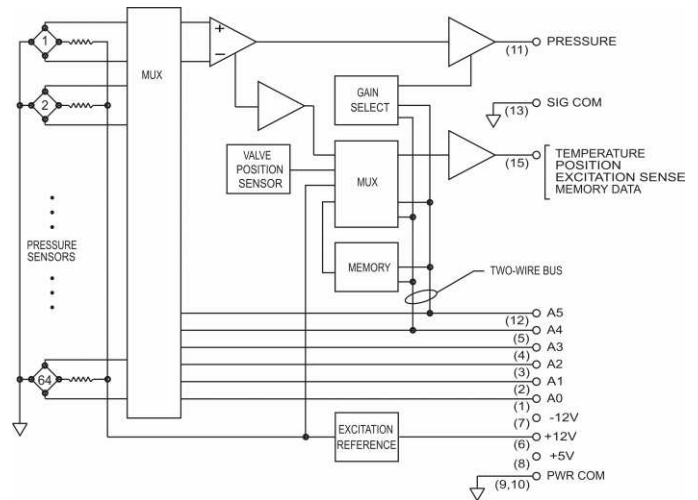 1
2
64
PRESSURE
SENSORS
MUX
+
−
GAIN
SELECT
VALVE
POSITION
SENSOR
MUX
MEMORY
EXCITATION
REFERENCE
TWO-WIRE BUS
(11) PRESSURE
(13) SIG COM
(15) TEMPERATURE
POSITION
EXCITATION SENSE
MEMORY DATA
(12) A5
(5) A4
(4) A3
(3) A2
(2) A1
(1) A0
(7) -12V
(6) +12V
(8) +5V
(9,10) PWR COM